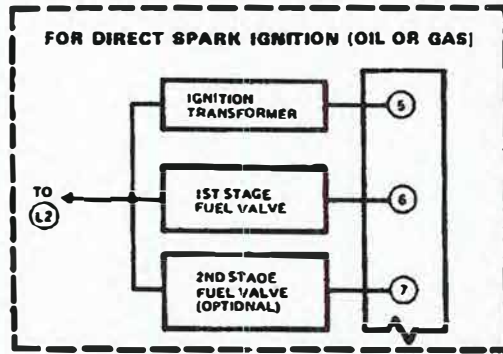 FOR DIRECT SPARK IGNITION (OIL OR GAS)
IGNITION
TRANSFORMER
5
TO
L2
1ST STAGE
FUEL VALVE
6
2ND STAGE
FUEL VALVE
(OPTIONAL)
7